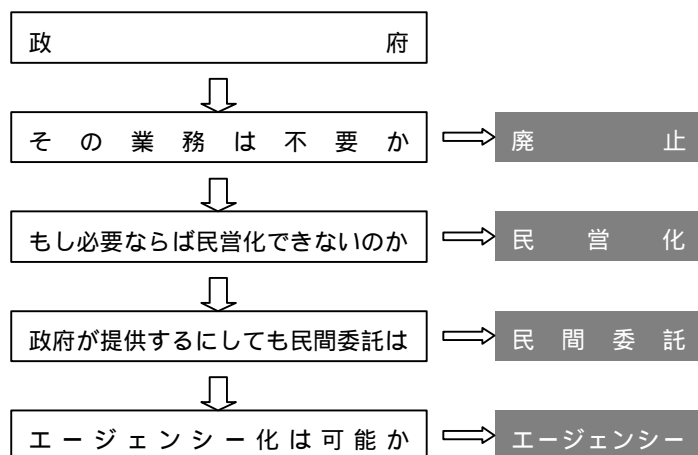 政府
その業務は不要か
廃止
もし必要ならば民営化できないのか
民営化
政府が提供するにしても民間委託は
民間委託
エージェンシー化は可能か
エージェンシー